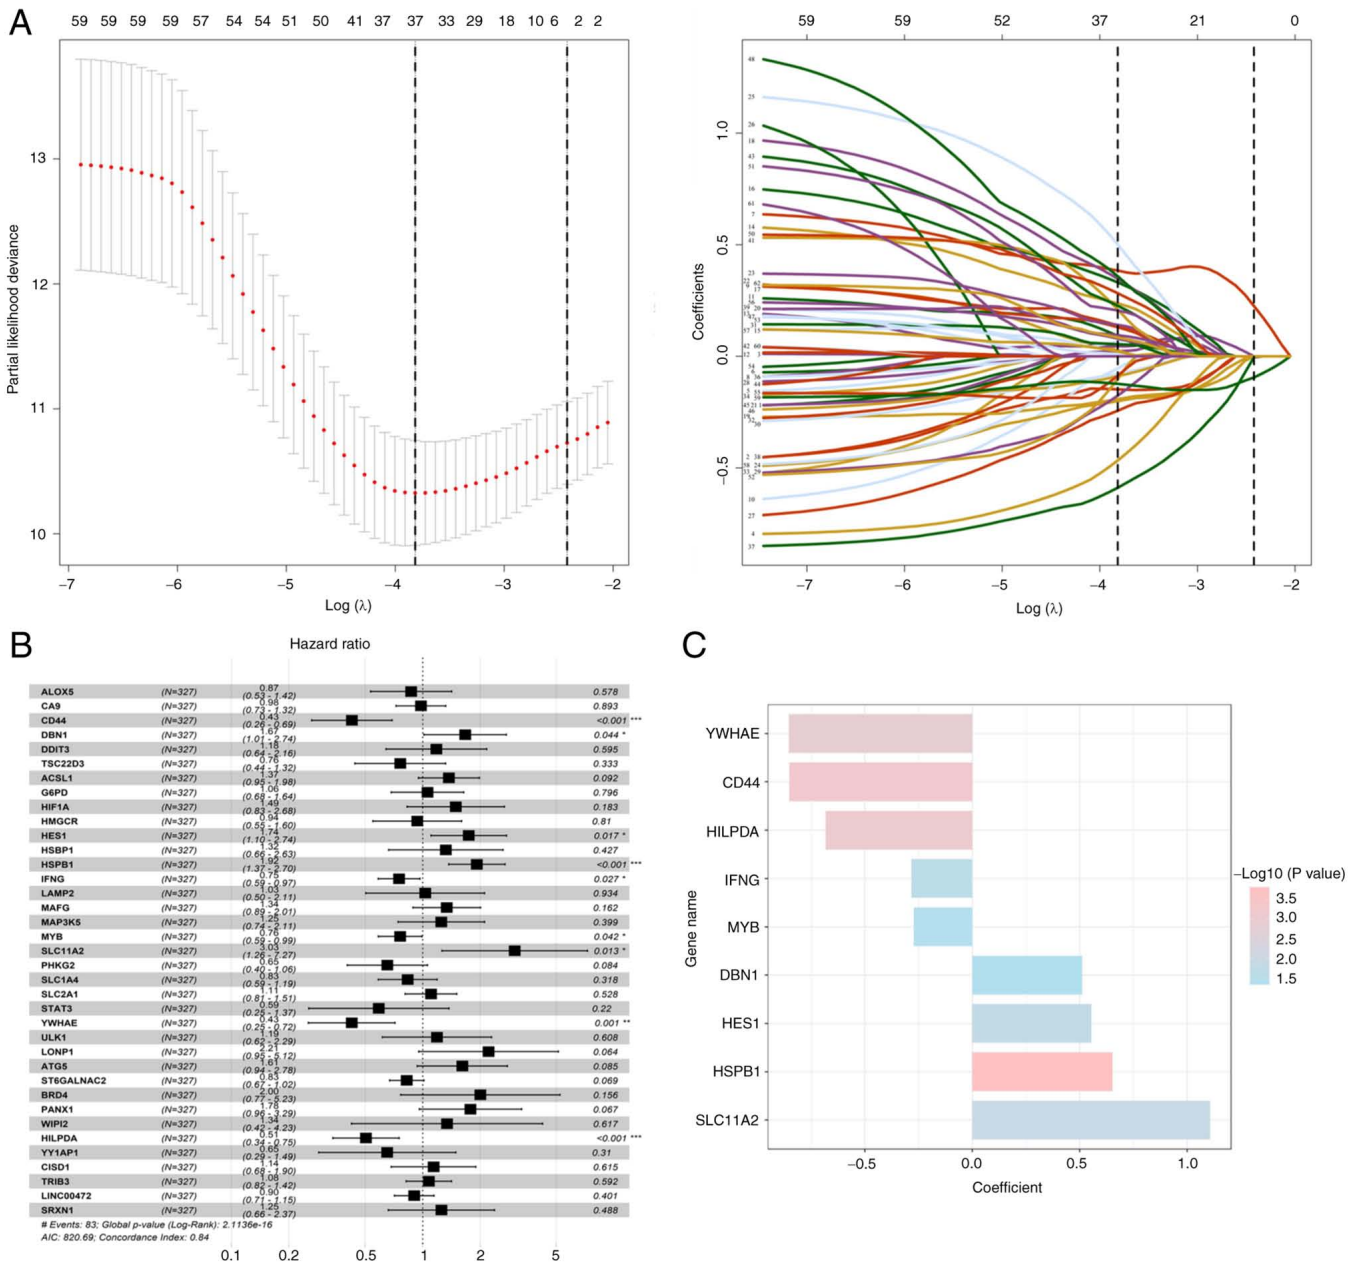 A
59 59 59 59 57 54 54 51 50 41 37 37 33 29 18 10 6 2 2
Partial likelihood deviance
13
12
11
10
−7 −6 −5 −4 −3 −2
Log (λ)
59 59 52 37 21 0
Coefficients
1.0
0.5
0.0
−0.5
48
25
26
18
43
51
16
61
7
14
50
41
23
10
27
4
37
−7 −6 −5 −4 −3 −2
Log (λ)
B
Hazard ratio
ALOX5 (N=327) 0.87 (0.53 - 1.42) 0.578
CA9 (N=327) 0.98 (0.73 - 1.32) 0.893
CD44 (N=327) 0.43 (0.26 - 0.69) <0.001 ***
DBN1 (N=327) 1.67 (1.01 - 2.74) 0.044 *
DDIT3 (N=327) 1.18 (0.64 - 2.16) 0.595
TSC22D3 (N=327) 0.76 (0.44 - 1.32) 0.333
ACSL1 (N=327) 1.37 (0.95 - 1.98) 0.092
G6PD (N=327) 1.06 (0.68 - 1.64) 0.796
HIF1A (N=327) 1.49 (0.83 - 2.68) 0.183
HMGCR (N=327) 0.94 (0.55 - 1.60) 0.81
HES1 (N=327) 1.74 (1.10 - 2.74) 0.017 *
HSBP1 (N=327) 1.32 (0.66 - 2.63) 0.427
HSPB1 (N=327) 1.92 (1.37 - 2.70) <0.001 ***
IFNG (N=327) 0.75 (0.59 - 0.97) 0.027 *
LAMP2 (N=327) 1.03 (0.50 - 2.11) 0.934
MAFG (N=327) 1.34 (0.89 - 2.01) 0.162
MAP3K5 (N=327) 1.25 (0.74 - 2.11) 0.399
MYB (N=327) 0.76 (0.59 - 0.99) 0.042 *
SLC11A2 (N=327) 3.03 (1.26 - 7.27) 0.013 *
PHKG2 (N=327) 0.65 (0.40 - 1.06) 0.084
SLC1A4 (N=327) 0.83 (0.59 - 1.19) 0.318
SLC2A1 (N=327) 1.11 (0.81 - 1.51) 0.528
STAT3 (N=327) 0.59 (0.25 - 1.37) 0.22
YWHAE (N=327) 0.43 (0.25 - 0.72) 0.001 **
ULK1 (N=327) 1.19 (0.62 - 2.29) 0.608
LONP1 (N=327) 2.21 (0.95 - 5.12) 0.064
ATG5 (N=327) 1.61 (0.94 - 2.78) 0.085
ST6GALNAC2 (N=327) 0.83 (0.67 - 1.02) 0.069
BRD4 (N=327) 2.00 (0.77 - 5.23) 0.156
PANX1 (N=327) 1.78 (0.96 - 3.29) 0.067
WIPI2 (N=327) 1.34 (0.42 - 4.23) 0.617
HILPDA (N=327) 0.51 (0.34 - 0.75) <0.001 ***
YY1AP1 (N=327) 0.65 (0.29 - 1.49) 0.31
CISD1 (N=327) 1.14 (0.68 - 1.90) 0.615
TRIB3 (N=327) 1.08 (0.82 - 1.42) 0.592
LINC00472 (N=327) 0.90 (0.71 - 1.15) 0.401
SRXN1 (N=327) 1.25 (0.66 - 2.37) 0.488
# Events: 83; Global p-value (Log-Rank): 2.1136e-16
AIC: 820.69; Concordance Index: 0.84
0.1 0.2 0.5 1 2 5
C
Gene name
YWHAE
CD44
HILPDA
IFNG
MYB
DBN1
HES1
HSPB1
SLC11A2
−0.5 0.0 0.5 1.0
Coefficient
−Log10 (P value)
3.5
3.0
2.5
2.0
1.5